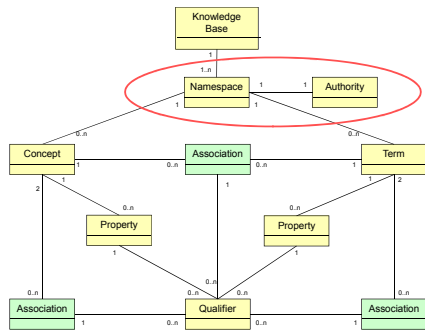 Knowledge
Base
1
1..n
Namespace
1
1
Authority
1
1
0..n
0..n
Concept
Association
Term
1
0..n
0..n
1
2
1
1
1
2
0..n
0..n
Property
Property
1
1
0..n
0..n
0..n
0..n
0..n
Association
Qualifier
Association
1
0..n
0..n
1